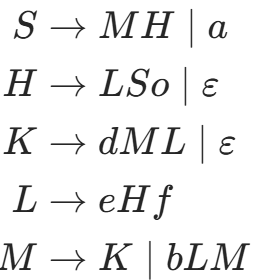 S → MH | a
H → LSo | ε
K → dML | ε
L → eHf
M → K | bLM